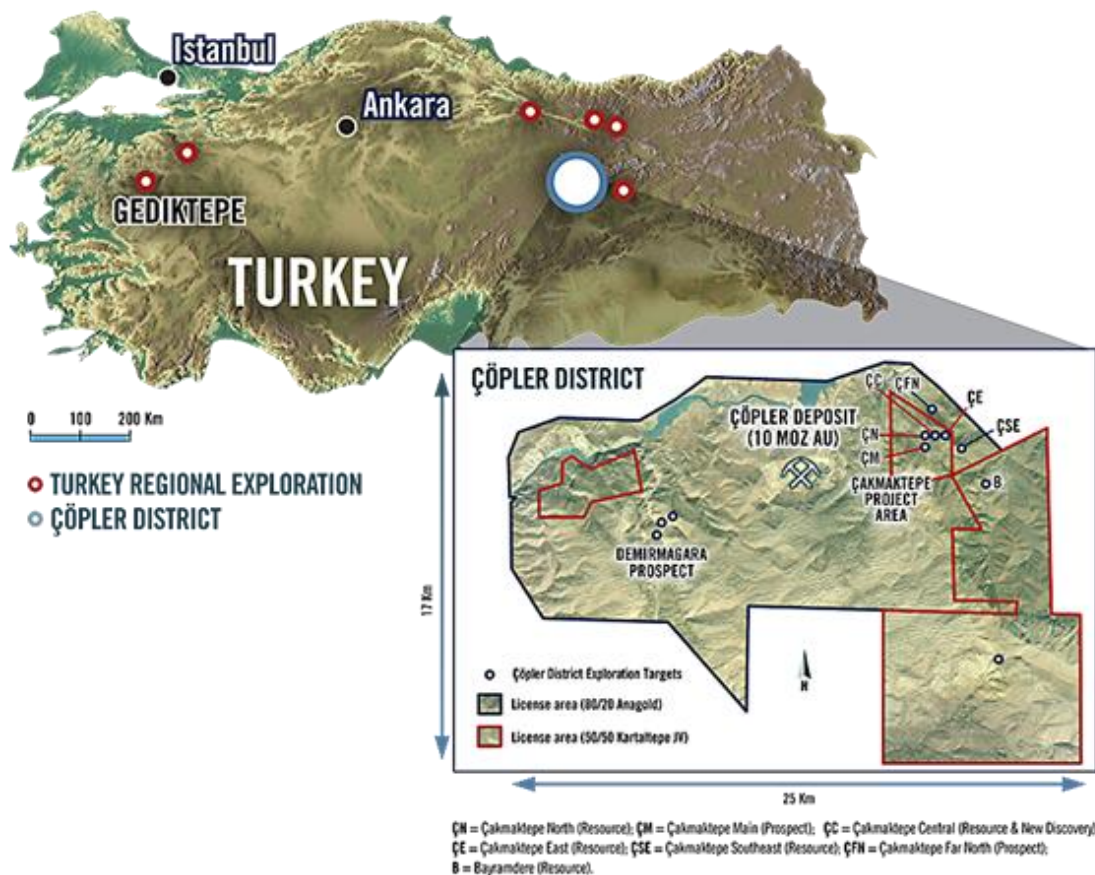 Istanbul
Ankara
GEDIKTEPE
TURKEY
0 100 200 Km
TURKEY REGIONAL EXPLORATION
ÇÖPLER DISTRICT
ÇÖPLER DISTRICT
ÇÇ
ÇFN
ÇE
ÇÖPLER DEPOSIT
(10 MOZ AU)
ÇN
ÇSE
ÇM
ÇAKMAKTEPE
PROJECT
AREA
B
DEMIRMAGARA
PROSPECT
17 Km
N
Çöpler District Exploration Targets
License area (80/20 Anagold)
License area (50/50 Kartaltepe JV)
25 Km
ÇN = Çakmaktepe North (Resource); ÇM = Çakmaktepe Main (Prospect); ÇC = Çakmaktepe Central (Resource & New Discovery)
ÇE = Çakmaktepe East (Resource); ÇSE = Çakmaktepe Southeast (Resource); ÇFN = Çakmaktepe Far North (Prospect);
B = Bayramdere (Resource).